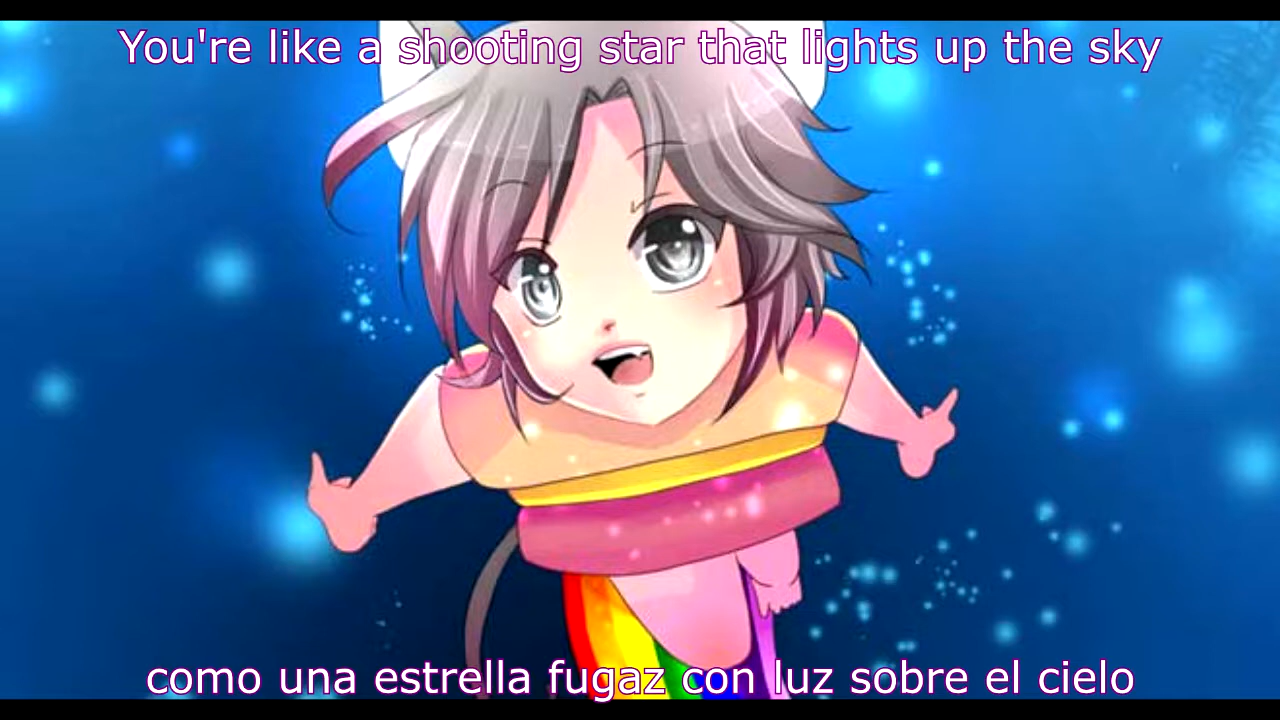 You're like a shooting star that lights up the sky
como una estrella fugaz con luz sobre el cielo